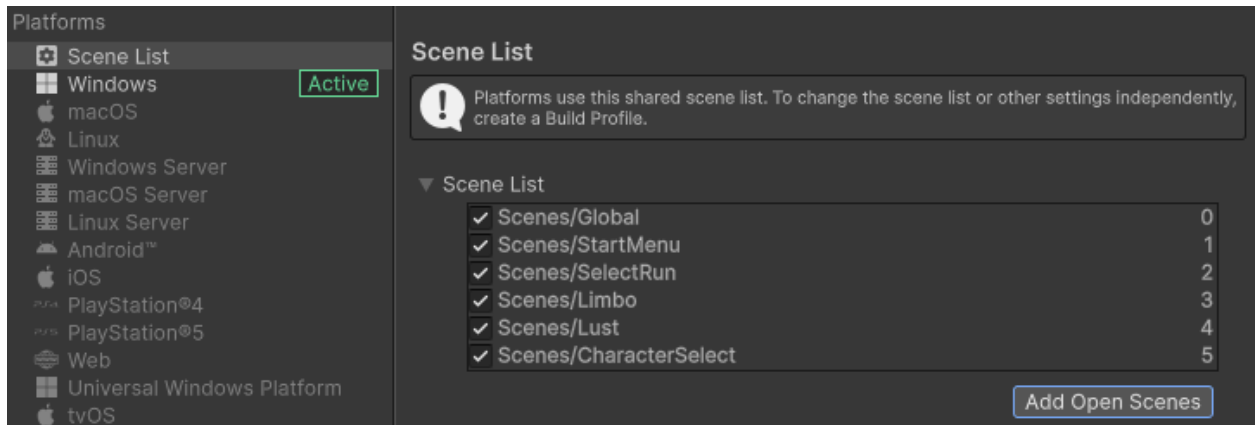 Platforms
Scene List
Windows Active
macOS
Linux
Windows Server
macOS Server
Linux Server
Android™
iOS
PlayStation®4
PlayStation®5
Web
Universal Windows Platform
tvOS
Scene List
Platforms use this shared scene list. To change the scene list or other settings independently,
create a Build Profile.
Scene List
Scenes/Global 0
Scenes/StartMenu 1
Scenes/SelectRun 2
Scenes/Limbo 3
Scenes/Lust 4
Scenes/CharacterSelect 5
Add Open Scenes